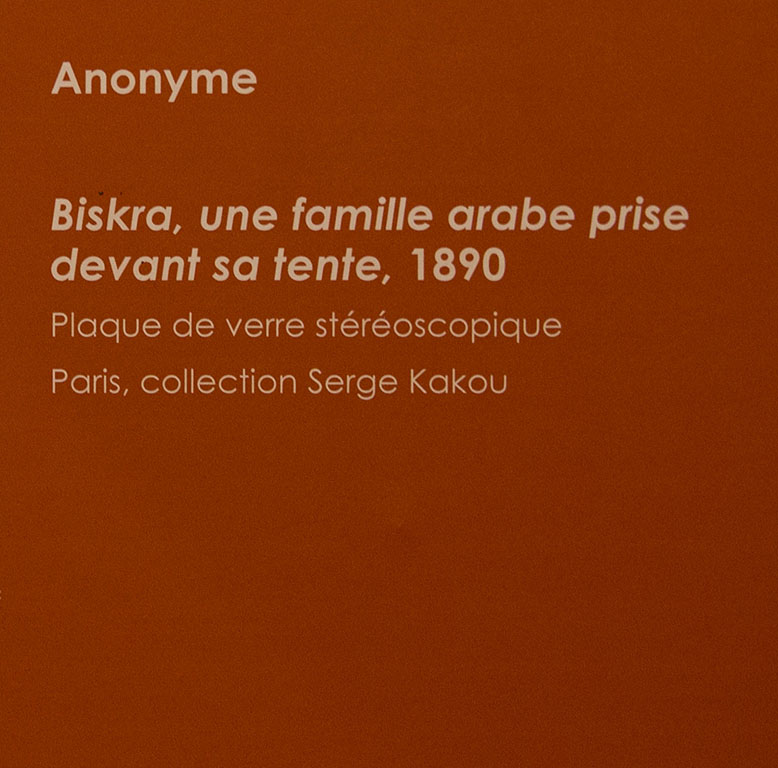 Anonyme
Biskra, une famille arabe prise
devant sa tente, 1890
Plaque de verre stéréoscopique
Paris, collection Serge Kakou